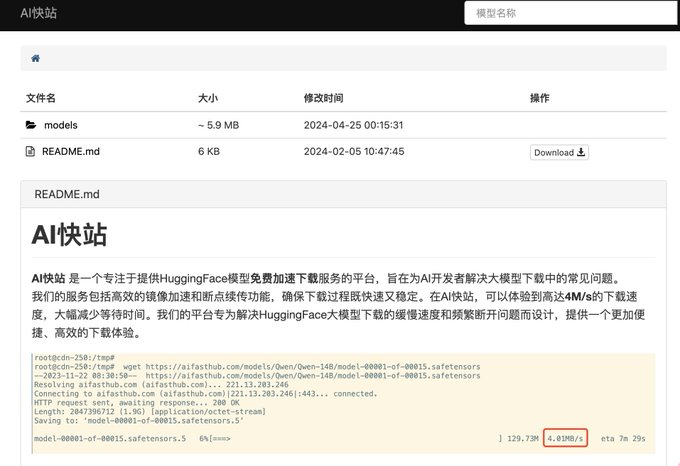 AI快站
模型名称
文件名 大小 修改时间 操作
models ~ 5.9 MB 2024-04-25 00:15:31
README.md 6 KB 2024-02-05 10:47:45 Download
README.md
AI快站
AI快站 是一个专注于提供HuggingFace模型免费加速下载服务的平台，旨在为AI开发者解决大模型下载中的常见问题。
我们的服务包括高效的镜像加速和断点续传功能，确保下载过程既快速又稳定。在AI快站，可以体验到高达4M/s的下载速
度，大幅减少等待时间。我们的平台专为解决HuggingFace大模型下载的缓慢速度和频繁断开问题而设计，提供一个更加便
捷、高效的下载体验。
root@cdn-250:/tmp#
root@cdn-250:/tmp# wget https://aifasthub.com/models/Qwen/Qwen-14B/model-00001-of-00015.safetensors
--2023-11-22 08:30:50-- https://aifasthub.com/models/Qwen/Qwen-14B/model-00001-of-00015.safetensors
Resolving aifasthub.com (aifasthub.com)... 221.13.203.246
Connecting to aifasthub.com (aifasthub.com)|221.13.203.246|:443... connected.
HTTP request sent, awaiting response... 200 OK
Length: 2047396712 (1.9G) [application/octet-stream]
Saving to: ‘model-00001-of-00015.safetensors.5’
model-00001-of-00015.safetensors.5 6%[===> ] 129.73M 4.01MB/s eta 7m 29s